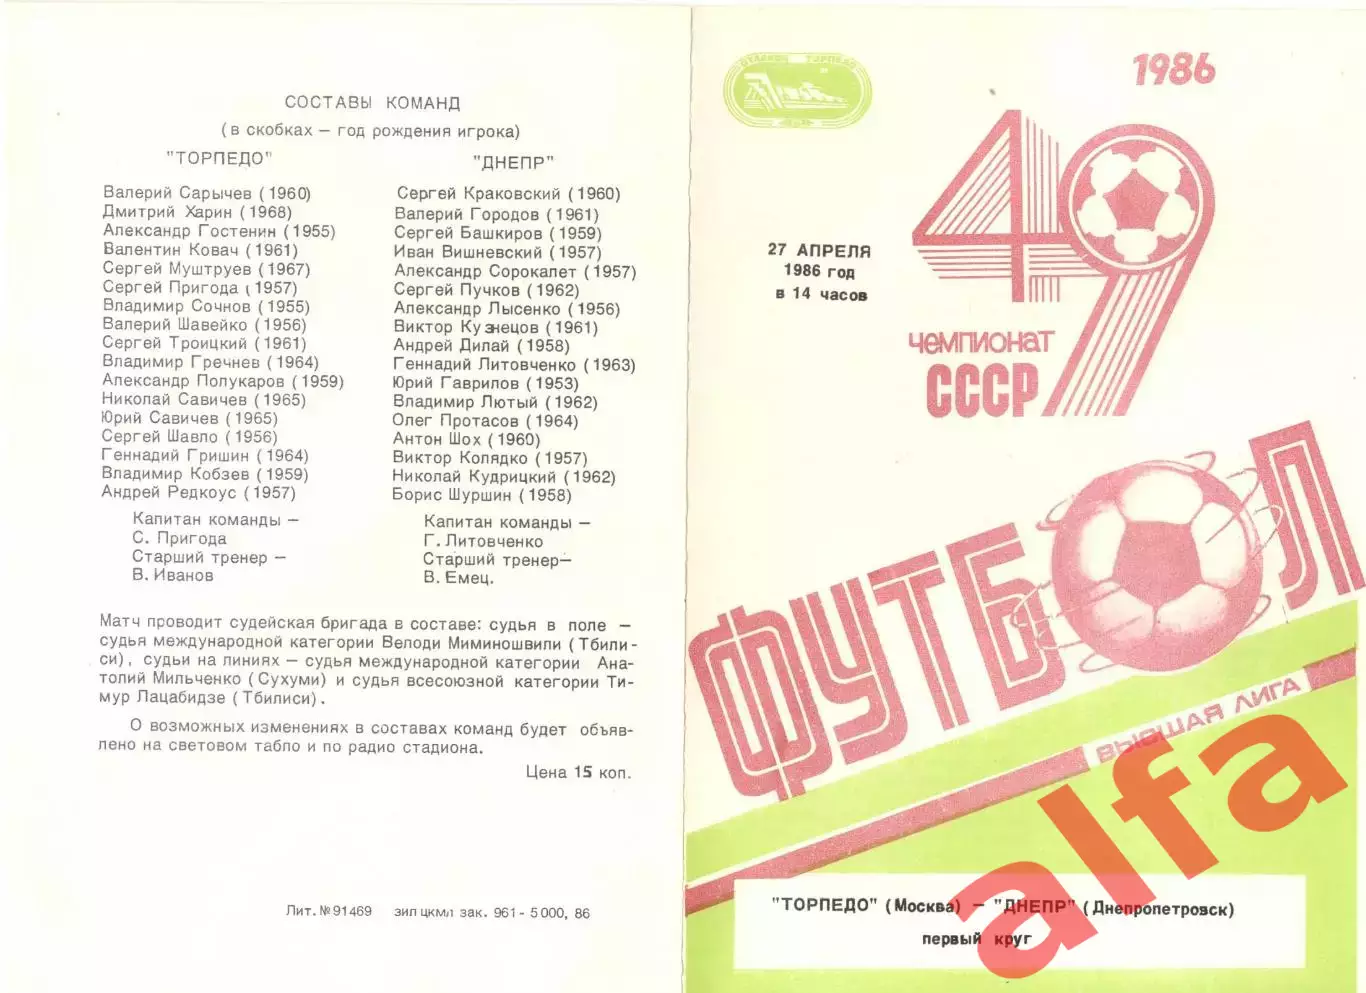 СОСТАВЫ КОМАНД
(в скобках — год рождения игрока)
"ТОРПЕДО"
Валерий Сарычев (1960)
Дмитрий Харин (1968)
Александр Гостенин (1955)
Валентин Ковач (1961)
Сергей Муштруев (1967)
Сергей Пригода (1957)
Владимир Сочнов (1955)
Валерий Шавейко (1956)
Сергей Троицкий (1961)
Владимир Гречнев (1964)
Александр Полукаров (1959)
Николай Савичев (1965)
Юрий Савичев (1965)
Сергей Шавло (1956)
Геннадий Гришин (1964)
Владимир Кобзев (1959)
Андрей Редкоус (1957)
Капитан команды —
С. Пригода
Старший тренер —
В. Иванов
"ДНЕПР"
Сергей Краковский (1960)
Валерий Городов (1961)
Сергей Башкиров (1959)
Иван Вишневский (1957)
Александр Сорокалет (1957)
Сергей Пучков (1962)
Александр Лысенко (1956)
Виктор Кузнецов (1961)
Андрей Дилай (1958)
Геннадий Литовченко (1963)
Юрий Гаврилов (1953)
Владимир Лютый (1962)
Олег Протасов (1964)
Антон Шох (1960)
Виктор Колядко (1957)
Николай Кудрицкий (1962)
Борис Шуршин (1958)
Капитан команды —
Г. Литовченко
Старший тренер—
В. Емец.
Матч проводит судейская бригада в составе: судья в поле —
судья международной категории Велоди Миминошвили (Тбили-
си), судьи на линиях — судья международной категории Ана-
толий Мильченко (Сухуми) и судья всесоюзной категории Ти-
мур Лацабидзе (Тбилиси).
О возможных изменениях в составах команд будет объяв-
лено на световом табло и по радио стадиона.
Цена 15 коп.
Лит. № 91469 зил цкмл зак. 961 - 5000, 86
СТАДИОН ТОРПЕДО
1986
49
27 АПРЕЛЯ
1986 год
в 14 часов
чемпионат
СССР
ФУТБОЛ
ВЫСШАЯ ЛИГА
"ТОРПЕДО" (Москва) — "ДНЕПР" (Днепропетровск)
первый круг
alfa